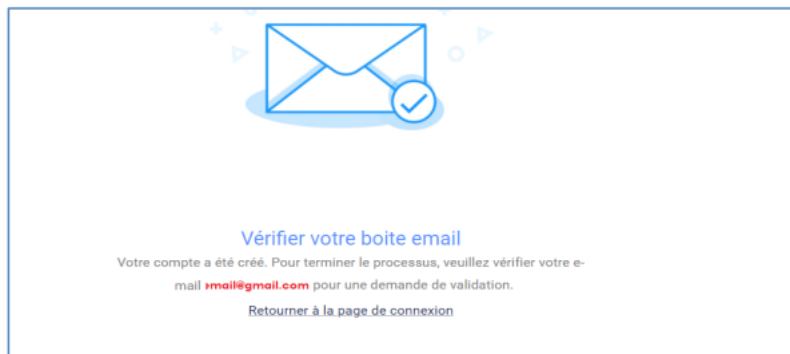 Vérifier votre boite email
Votre compte a été créé. Pour terminer le processus, veuillez vérifier votre e-
mail email@gmail.com pour une demande de validation.
Retourner à la page de connexion